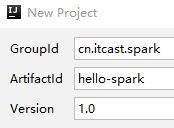 New Project
GroupId cn.itcast.spark
ArtifactId hello-spark
Version 1.0